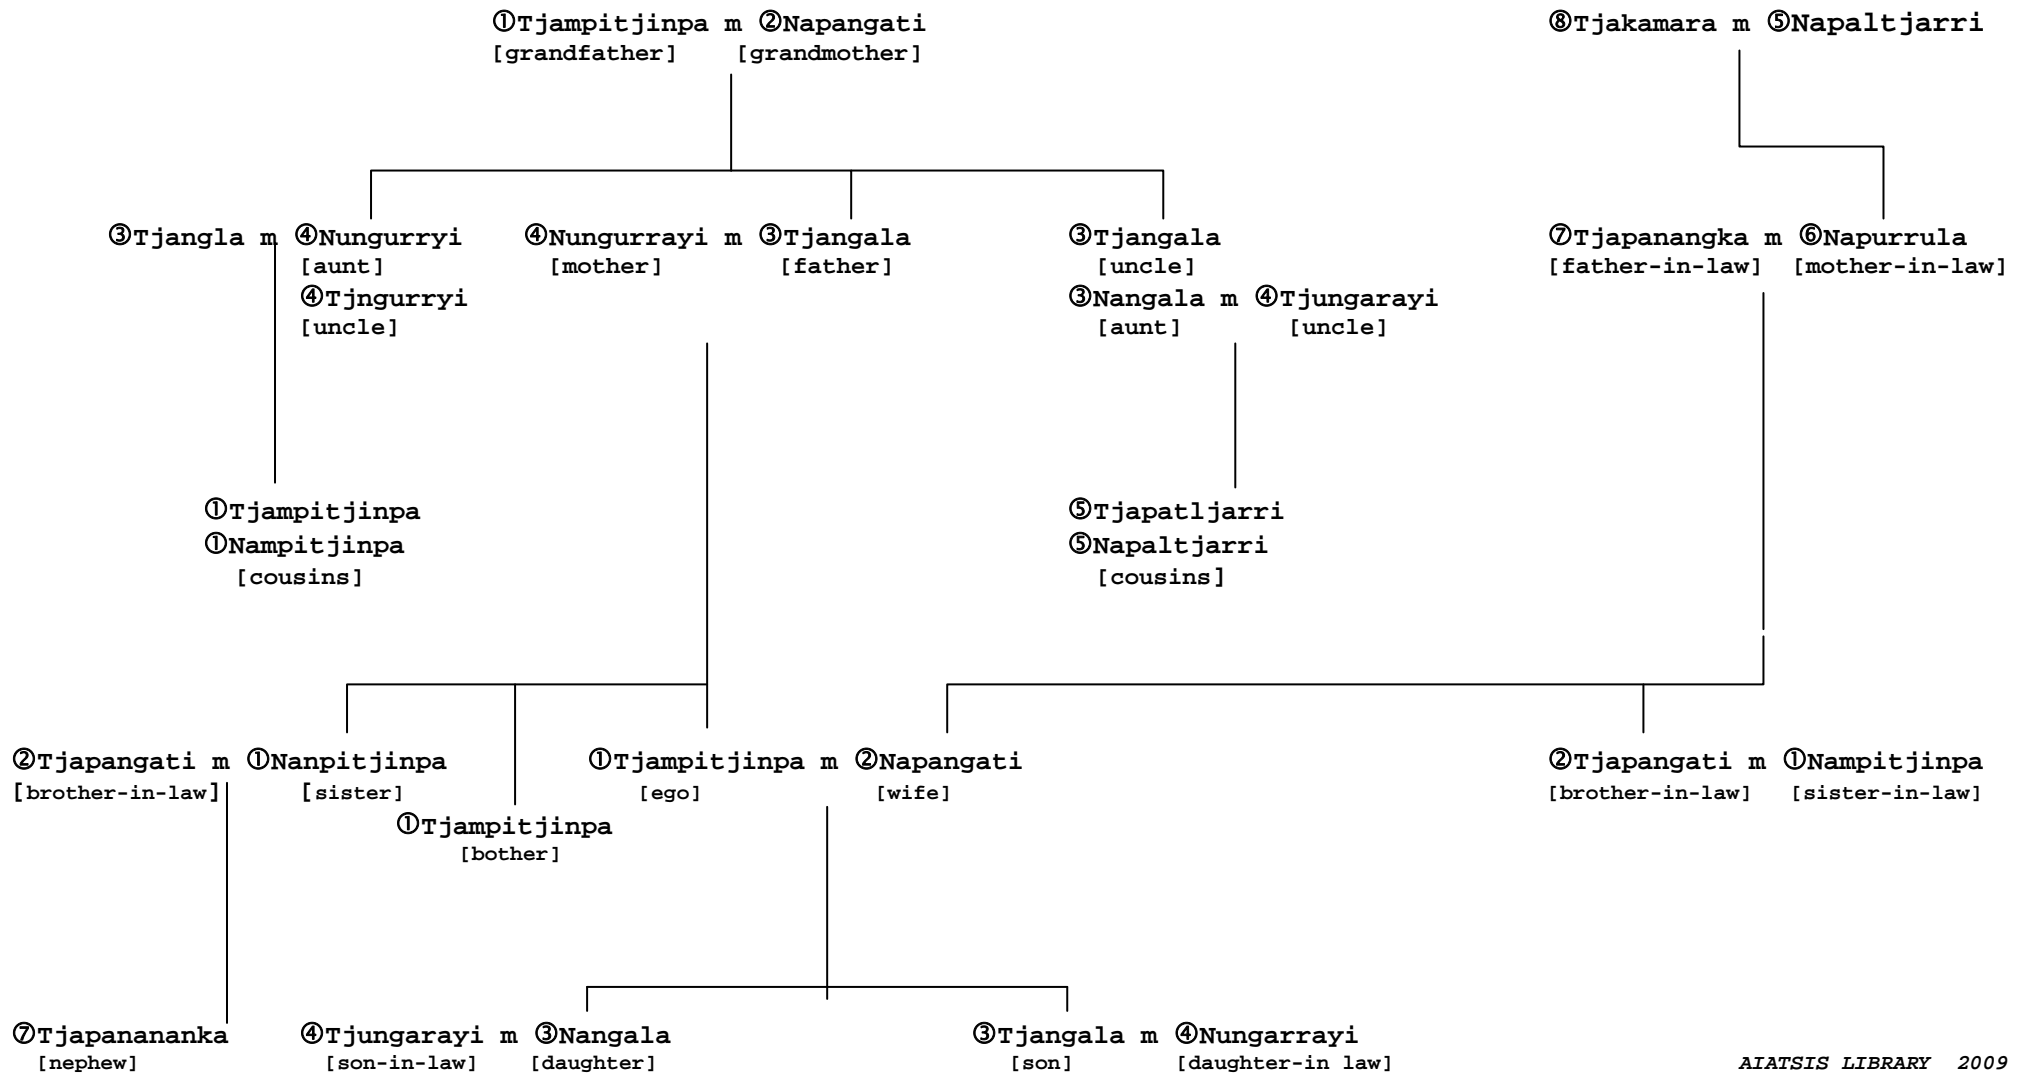 ①Tjampitjinpa m ②Napangati ⑧Tjakamara m ⑤Napaltjarri
[grandfather] [grandmother]
③Tjangla m ④Nungurryi ④Nungurrayi m ③Tjangala ③Tjangala ⑦Tjapanangka m ⑥Napurrula
[aunt] [mother] [father] [uncle] [father-in-law] [mother-in-law]
④Tjngurryi ③Nangala m ④Tjungarayi
[uncle] [aunt] [uncle]
①Tjampitjinpa ⑤Tjapatljarri
①Nampitjinpa ⑤Napaltjarri
[cousins] [cousins]
②Tjapangati m ①Nanpitjinpa ①Tjampitjinpa m ②Napangati ②Tjapangati m ①Nampitjinpa
[brother-in-law] [sister] [ego] [wife] [brother-in-law] [sister-in-law]
①Tjampitjinpa
[bother]
⑦Tjapanananka ④Tjungarayi m ③Nangala ③Tjangala m ④Nungarrayi
[nephew] [son-in-law] [daughter] [son] [daughter-in law]
AIATSIS LIBRARY 2009